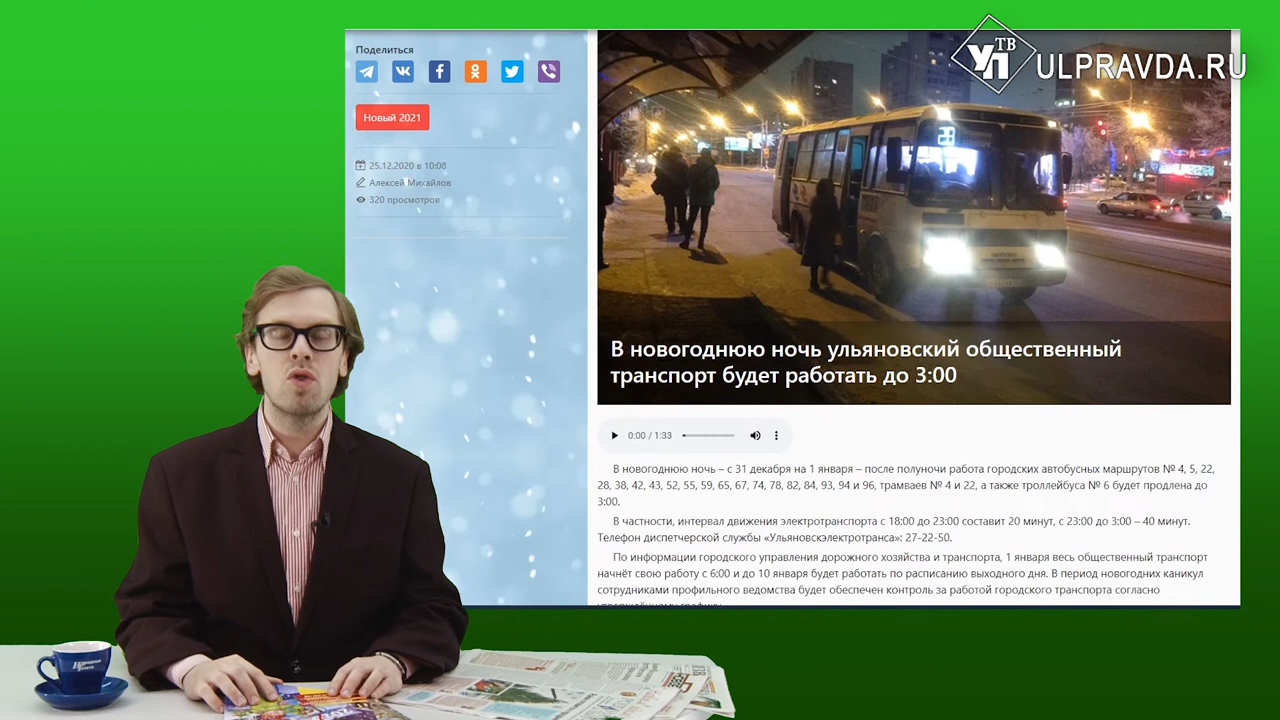 УП ТВ
ULPRAVDA.RU
Поделиться
Новый 2021
25.12.2020 в 10:08
Алексей Михайлов
320 просмотров
28
В новогоднюю ночь ульяновский общественный
транспорт будет работать до 3:00
0:00 / 1:33
В новогоднюю ночь – с 31 декабря на 1 января – после полуночи работа городских автобусных маршрутов № 4, 5, 22,
28, 38, 42, 43, 52, 55, 59, 65, 67, 74, 78, 82, 84, 93, 94 и 96, трамваев № 4 и 22, а также троллейбуса № 6 будет продлена до
3:00.
В частности, интервал движения электротранспорта с 18:00 до 23:00 составит 20 минут, с 23:00 до 3:00 – 40 минут.
Телефон диспетчерской службы «Ульяновскэлектротранса»: 27-22-50.
По информации городского управления дорожного хозяйства и транспорта, 1 января весь общественный транспорт
начнёт свою работу с 6:00 и до 10 января будет работать по расписанию выходного дня. В период новогодних каникул
сотрудниками профильного ведомства будет обеспечен контроль за работой городского транспорта согласно
Народная
газета